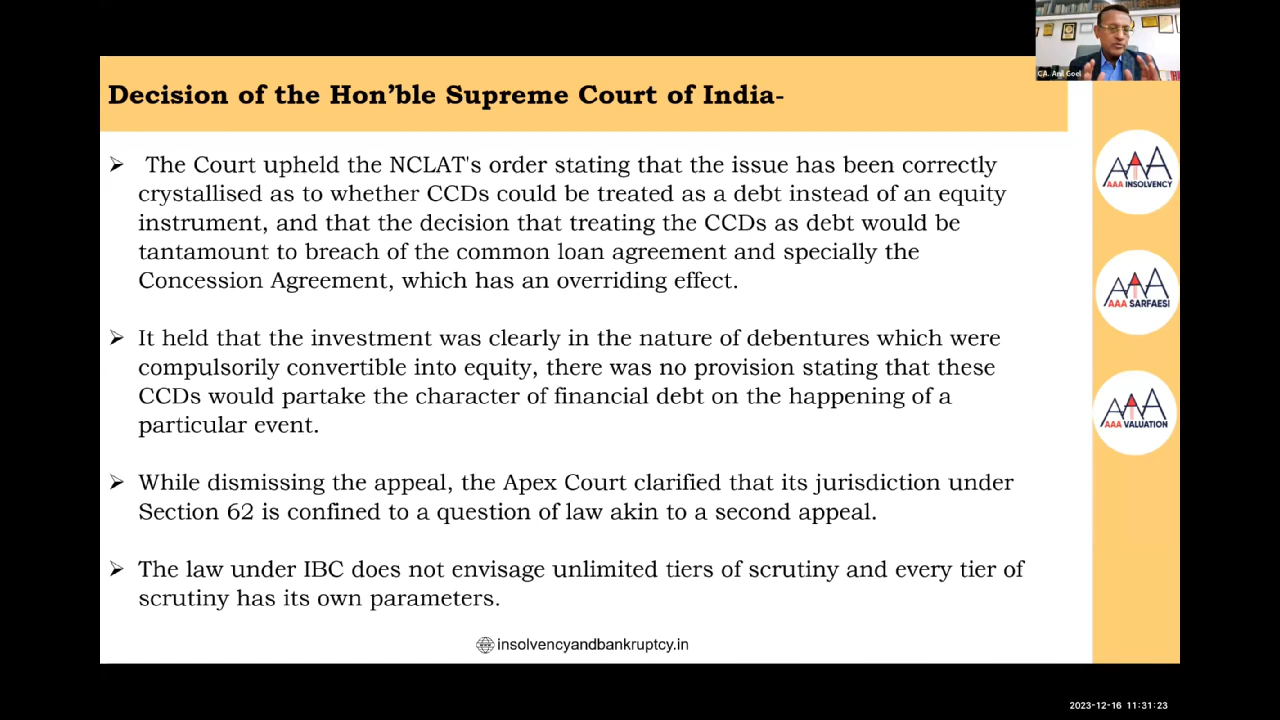 CA. Anil Goel
Decision of the Hon’ble Supreme Court of India-
➢ The Court upheld the NCLAT's order stating that the issue has been correctly
crystallised as to whether CCDs could be treated as a debt instead of an equity
instrument, and that the decision that treating the CCDs as debt would be
tantamount to breach of the common loan agreement and specially the
Concession Agreement, which has an overriding effect.
➢ It held that the investment was clearly in the nature of debentures which were
compulsorily convertible into equity, there was no provision stating that these
CCDs would partake the character of financial debt on the happening of a
particular event.
➢ While dismissing the appeal, the Apex Court clarified that its jurisdiction under
Section 62 is confined to a question of law akin to a second appeal.
➢ The law under IBC does not envisage unlimited tiers of scrutiny and every tier of
scrutiny has its own parameters.
insolvencyandbankruptcy.in
AAA
AAA INSOLVENCY
AAA
AAA SARFAESI
AAA
AAA VALUATION
2023-12-16 11:31:23